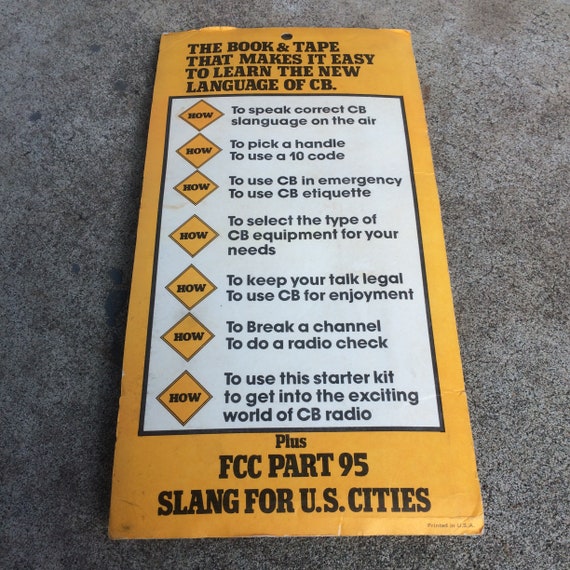 THE BOOK & TAPE
THAT MAKES IT EASY
TO LEARN THE NEW
LANGUAGE OF CB.
HOW To speak correct CB
slanguage on the air
HOW To pick a handle
To use a 10 code
HOW To use CB in emergency
To use CB etiquette
HOW To select the type of
CB equipment for your
needs
HOW To keep your talk legal
To use CB for enjoyment
HOW To Break a channel
To do a radio check
HOW To use this starter kit
to get into the exciting
world of CB radio
Plus
FCC PART 95
SLANG FOR U.S. CITIES
Printed in U.S.A.